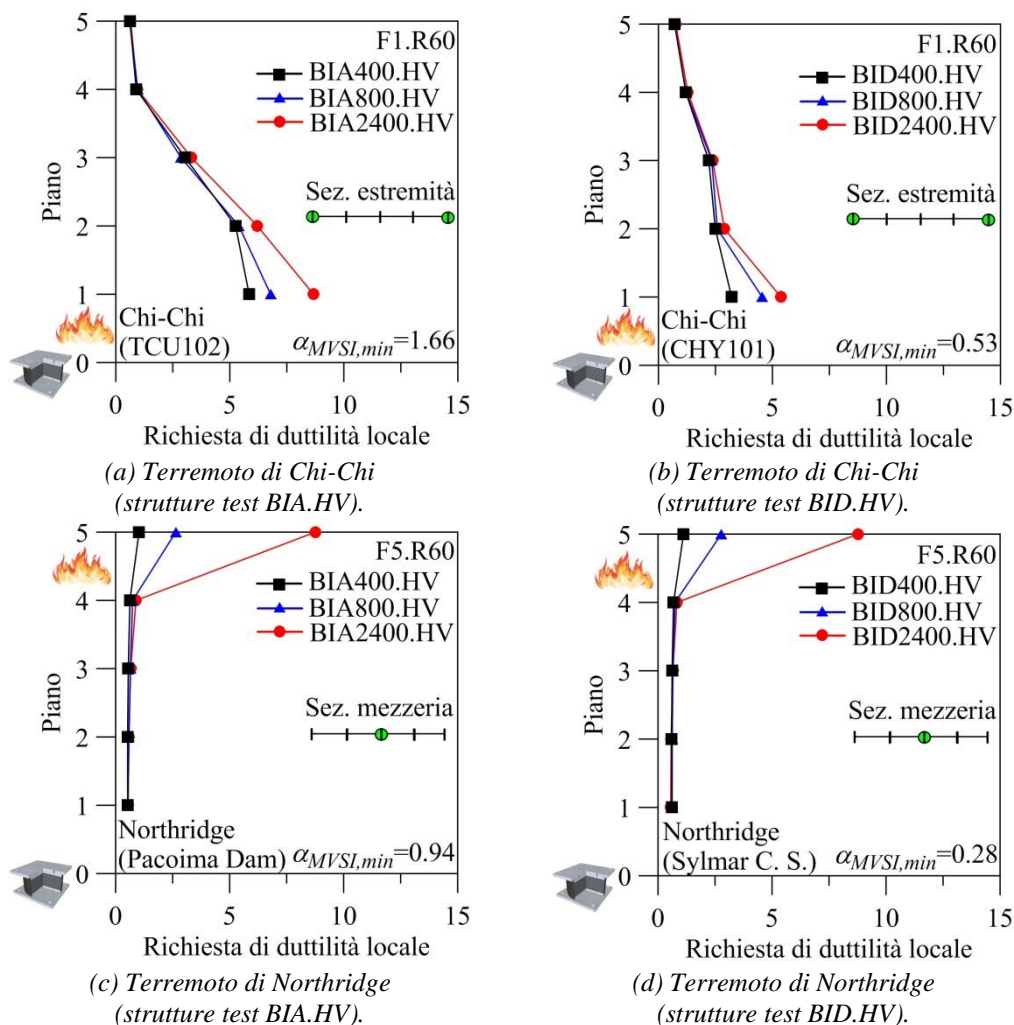 5
4
3
2
1
0
Piano
F1.R60
BIA400.HV
BIA800.HV
BIA2400.HV
Sez. estremità
Chi-Chi
(TCU102)
α_MVSI,min=1.66
0 5 10 15
Richiesta di duttilità locale
(a) Terremoto di Chi-Chi
(strutture test BIA.HV).
5
4
3
2
1
0
Piano
F1.R60
BID400.HV
BID800.HV
BID2400.HV
Sez. estremità
Chi-Chi
(CHY101)
α_MVSI,min=0.53
0 5 10 15
Richiesta di duttilità locale
(b) Terremoto di Chi-Chi
(strutture test BID.HV).
5
4
3
2
1
0
Piano
F5.R60
BIA400.HV
BIA800.HV
BIA2400.HV
Sez. mezzeria
Northridge
(Pacoima Dam) α_MVSI,min=0.94
0 5 10 15
Richiesta di duttilità locale
(c) Terremoto di Northridge
(strutture test BIA.HV).
5
4
3
2
1
0
Piano
F5.R60
BID400.HV
BID800.HV
BID2400.HV
Sez. mezzeria
Northridge
(Sylmar C. S.) α_MVSI,min=0.28
0 5 10 15
Richiesta di duttilità locale
(d) Terremoto di Northridge
(strutture test BID.HV).